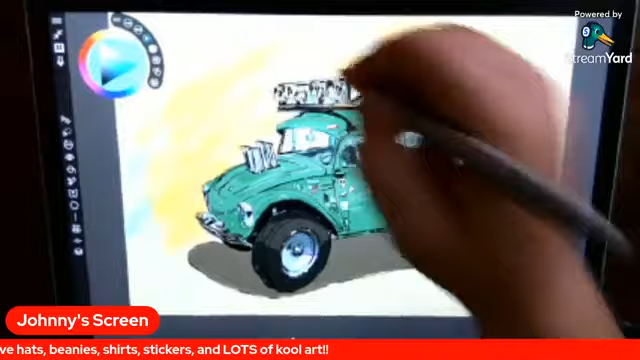 Powered by
StreamYard
Johnny's Screen
ve hats, beanies, shirts, stickers, and LOTS of kool art!!